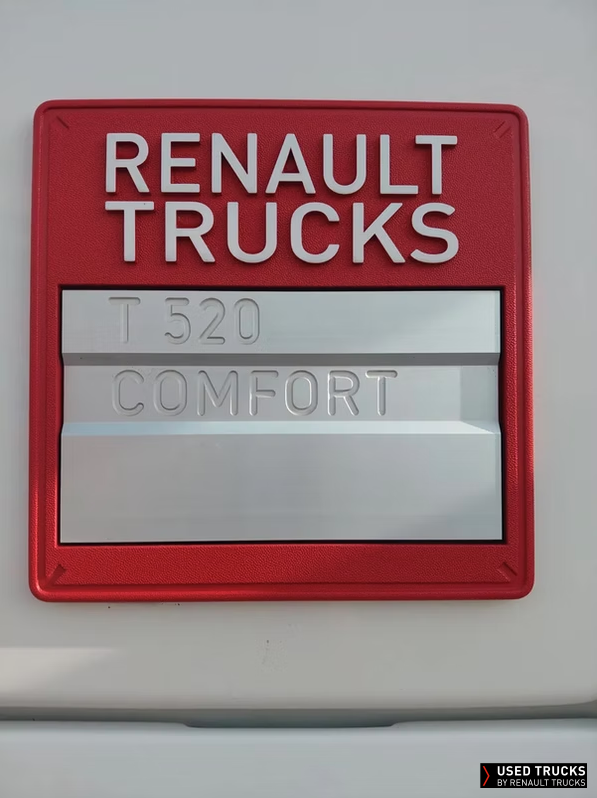 RENAULT
TRUCKS
T 520
COMFORT
USED TRUCKS
BY RENAULT TRUCKS